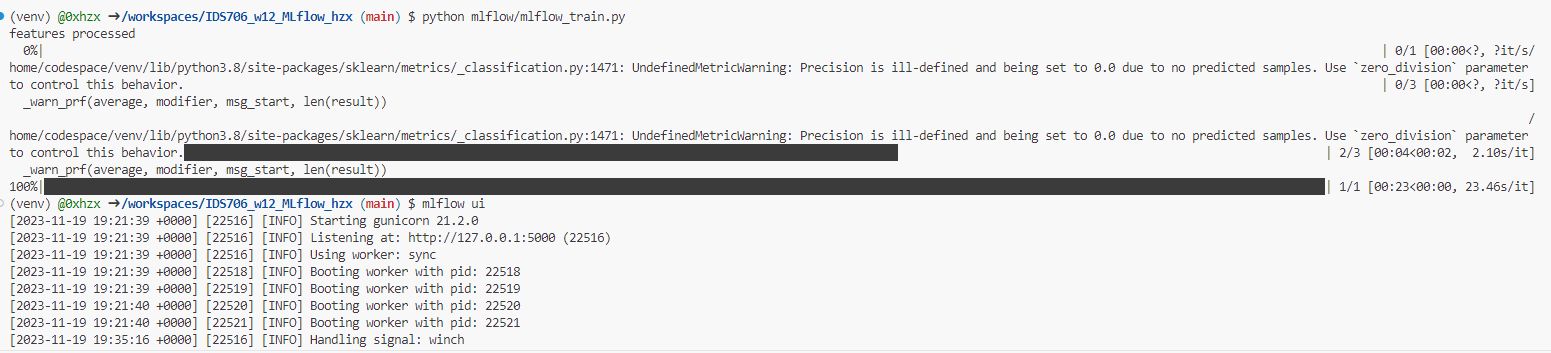 (venv) @0xhzx ➜/workspaces/IDS706_w12_MLflow_hzx (main) $ python mlflow/mlflow_train.py
features processed
0%| | 0/1 [00:00<?, ?it/s/
home/codespace/venv/lib/python3.8/site-packages/sklearn/metrics/_classification.py:1471: UndefinedMetricWarning: Precision is ill-defined and being set to 0.0 due to no predicted samples. Use `zero_division` parameter
to control this behavior. | 0/3 [00:00<?, ?it/s]
_warn_prf(average, modifier, msg_start, len(result))
/
home/codespace/venv/lib/python3.8/site-packages/sklearn/metrics/_classification.py:1471: UndefinedMetricWarning: Precision is ill-defined and being set to 0.0 due to no predicted samples. Use `zero_division` parameter
to control this behavior. | 2/3 [00:04<00:02, 2.10s/it]
_warn_prf(average, modifier, msg_start, len(result))
100%| | 1/1 [00:23<00:00, 23.46s/it]
(venv) @0xhzx ➜/workspaces/IDS706_w12_MLflow_hzx (main) $ mlflow ui
[2023-11-19 19:21:39 +0000] [22516] [INFO] Starting gunicorn 21.2.0
[2023-11-19 19:21:39 +0000] [22516] [INFO] Listening at: http://127.0.0.1:5000 (22516)
[2023-11-19 19:21:39 +0000] [22516] [INFO] Using worker: sync
[2023-11-19 19:21:39 +0000] [22518] [INFO] Booting worker with pid: 22518
[2023-11-19 19:21:39 +0000] [22519] [INFO] Booting worker with pid: 22519
[2023-11-19 19:21:40 +0000] [22520] [INFO] Booting worker with pid: 22520
[2023-11-19 19:21:40 +0000] [22521] [INFO] Booting worker with pid: 22521
[2023-11-19 19:35:16 +0000] [22516] [INFO] Handling signal: winch